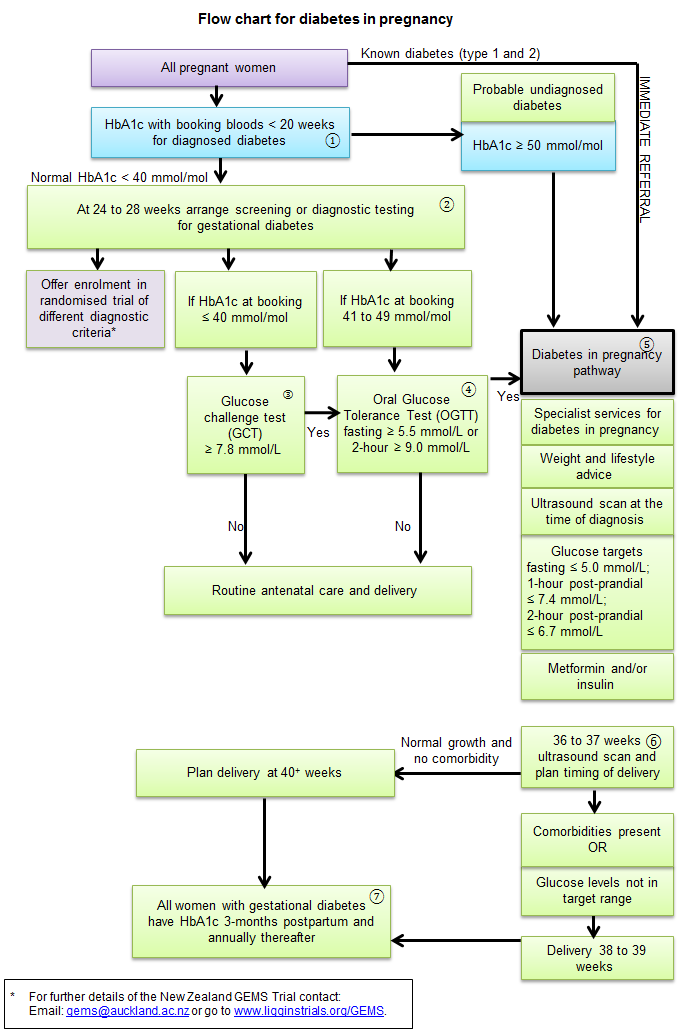 Flow chart for diabetes in pregnancy
Known diabetes (type 1 and 2)
All pregnant women
IMMEDIATE REFERRAL
Probable undiagnosed
diabetes
HbA1c with booking bloods < 20 weeks
for diagnosed diabetes ①
HbA1c ≥ 50 mmol/mol
Normal HbA1c < 40 mmol/mol
At 24 to 28 weeks arrange screening or diagnostic testing ②
for gestational diabetes
Offer enrolment in
randomised trial of
different diagnostic
criteria*
If HbA1c at booking
≤ 40 mmol/mol
If HbA1c at booking
41 to 49 mmol/mol
⑤
Diabetes in pregnancy
pathway
③
Glucose
challenge test
(GCT)
≥ 7.8 mmol/L
Yes
④
Oral Glucose
Tolerance Test (OGTT)
fasting ≥ 5.5 mmol/L or
2-hour ≥ 9.0 mmol/L
Yes
Specialist services for
diabetes in pregnancy
Weight and lifestyle
advice
Ultrasound scan at the
time of diagnosis
Glucose targets
fasting ≤ 5.0 mmol/L;
1-hour post-prandial
≤ 7.4 mmol/L;
2-hour post-prandial
≤ 6.7 mmol/L
Metformin and/or
insulin
No
No
Routine antenatal care and delivery
36 to 37 weeks ⑥
ultrasound scan and
plan timing of delivery
Normal growth and
no comorbidity
Plan delivery at 40⁺ weeks
Comorbidities present
OR
Glucose levels not in
target range
Delivery 38 to 39
weeks
⑦
All women with gestational diabetes
have HbA1c 3-months postpartum and
annually thereafter
* For further details of the New Zealand GEMS Trial contact:
Email: gems@auckland.ac.nz or go to www.ligginstrials.org/GEMS.